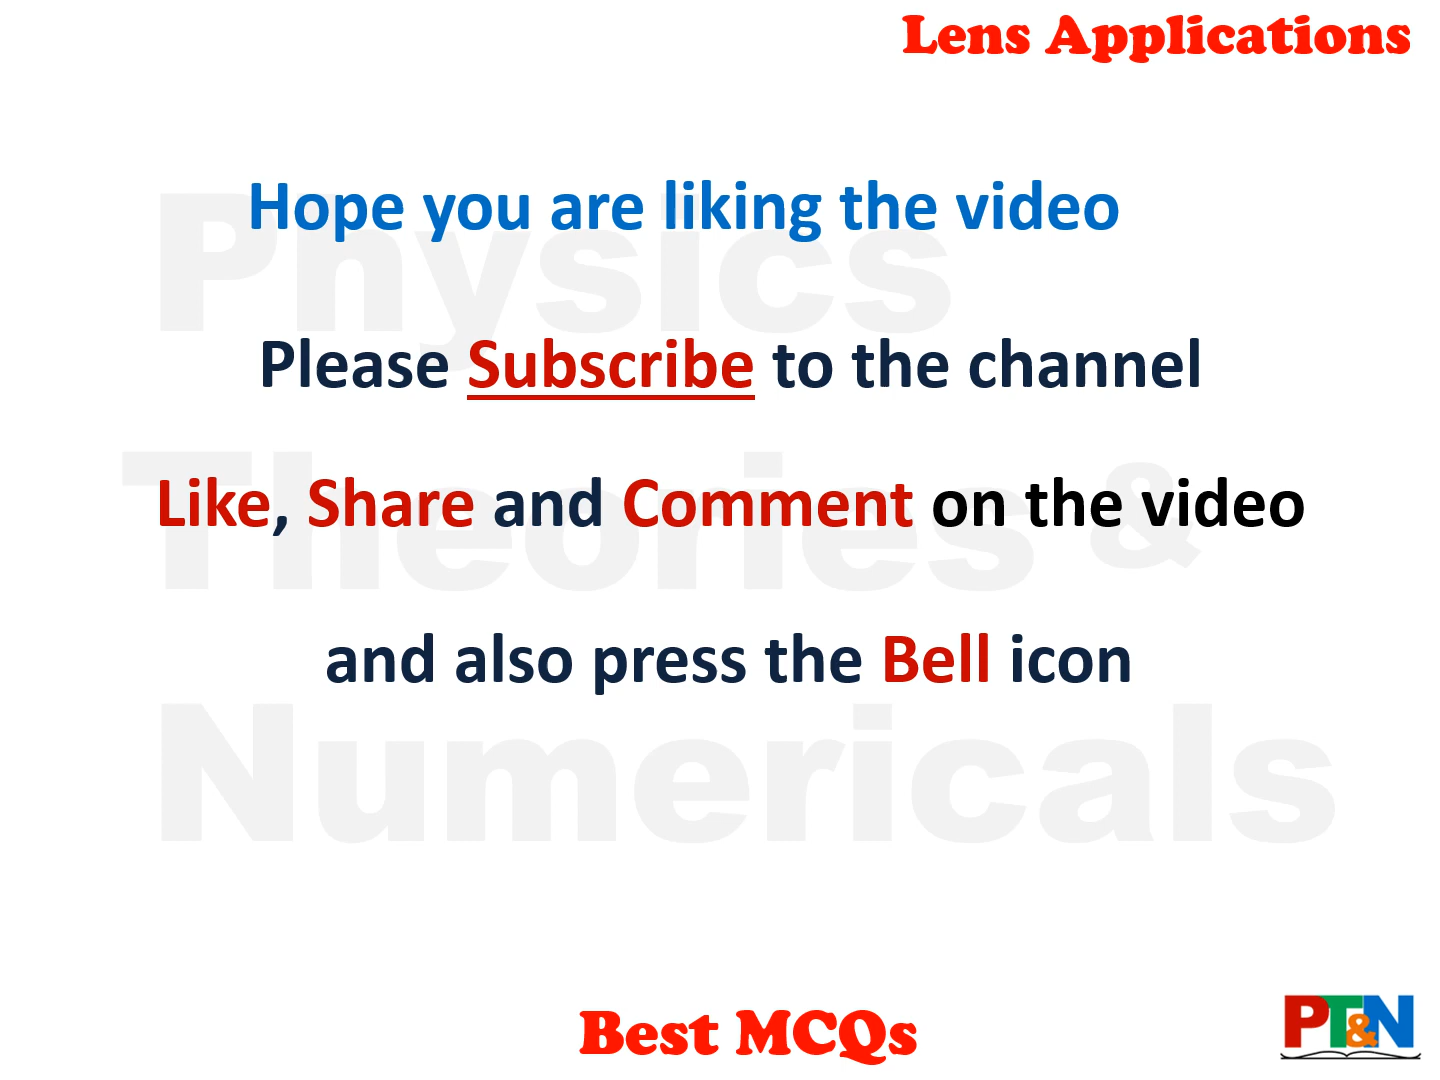 Lens Applications
Physics
Hope you are liking the video
Please Subscribe to the channel
Theories &
Like, Share and Comment on the video
and also press the Bell icon
Numericals
Best MCQs
PT&N